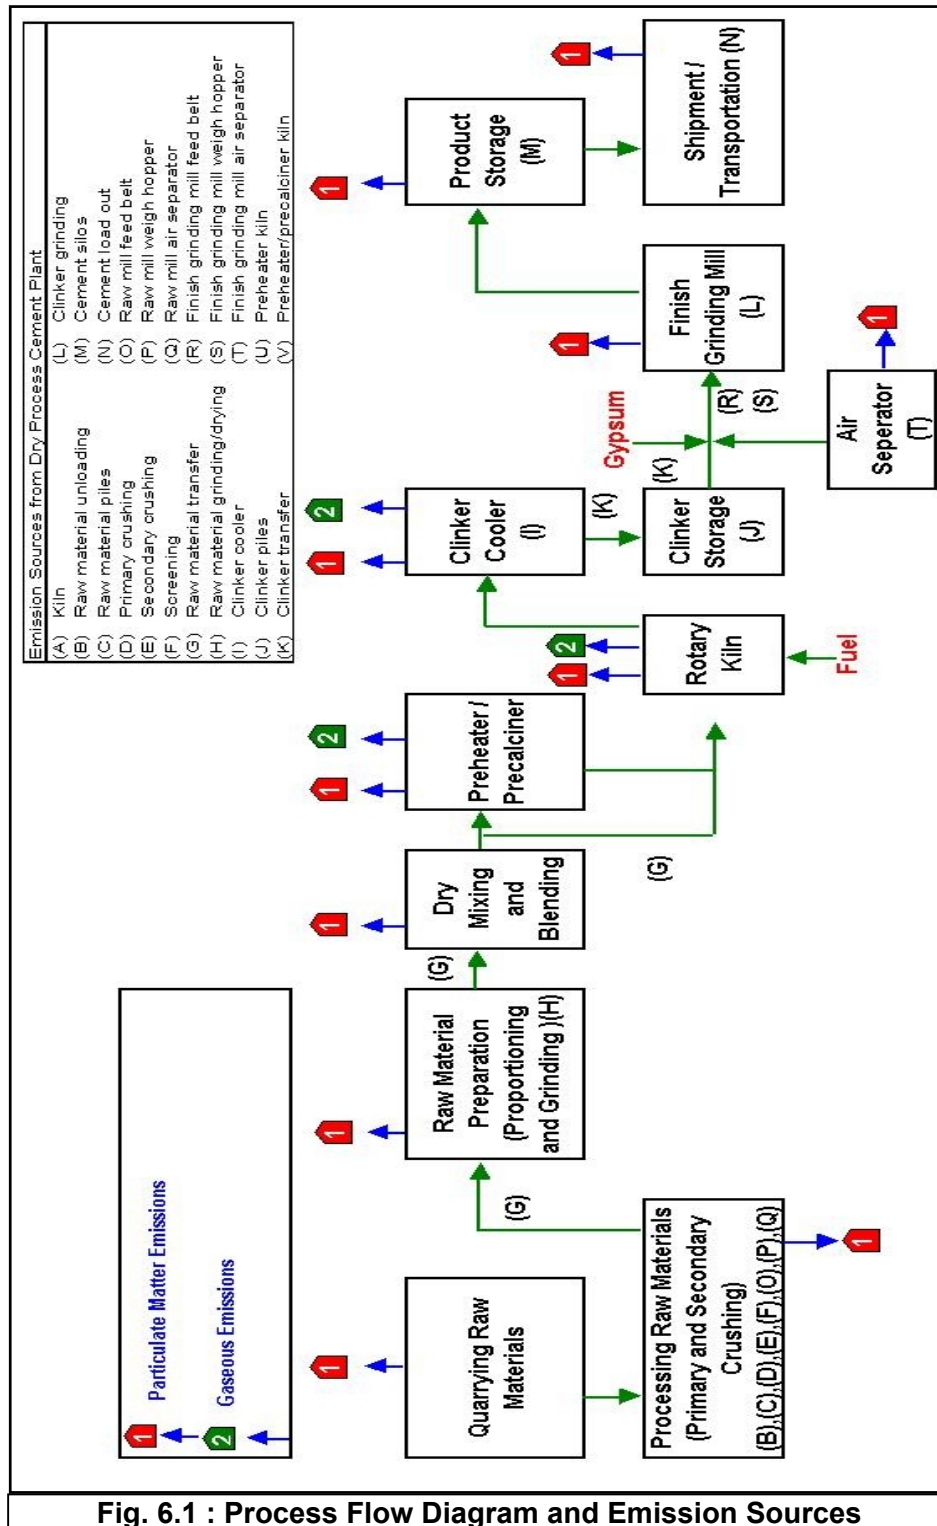 Particulate Matter Emissions
1
Gaseous Emissions
2
Emission Sources from Dry Process Cement Plant
(A) Kiln
(B) Raw material unloading
(C) Raw material piles
(D) Primary crushing
(E) Secondary crushing
(F) Screening
(G) Raw material transfer
(H) Raw material grinding/drying
(I) Clinker cooler
(J) Clinker piles
(K) Clinker transfer
(L) Clinker grinding
(M) Cement silos
(N) Cement load out
(O) Raw mill feed belt
(P) Raw mill weigh hopper
(Q) Raw mill air separator
(R) Finish grinding mill feed belt
(S) Finish grinding mill weigh hopper
(T) Finish grinding mill air separator
(U) Preheater kiln
(V) Preheater/precalciner kiln
1
Quarrying Raw
Materials
Processing Raw Materials
(Primary and Secondary
Crushing)
(B),(C),(D),(E),(F),(O),(P),(Q)
1
(G)
1
Raw Material
Preparation
(Proportioning
and Grinding )(H)
(G)
1
Dry
Mixing
and
Blending
(G)
1
2
Preheater /
Precalciner
1
2
Rotary
Kiln
Fuel
1
2
Clinker
Cooler
(I)
(K)
Clinker
Storage
(J)
(K)
Gypsum
(R)
(S)
Air
Seperator
(T)
1
1
Finish
Grinding Mill
(L)
1
Product
Storage
(M)
1
Shipment /
Transportation (N)
Fig. 6.1 : Process Flow Diagram and Emission Sources